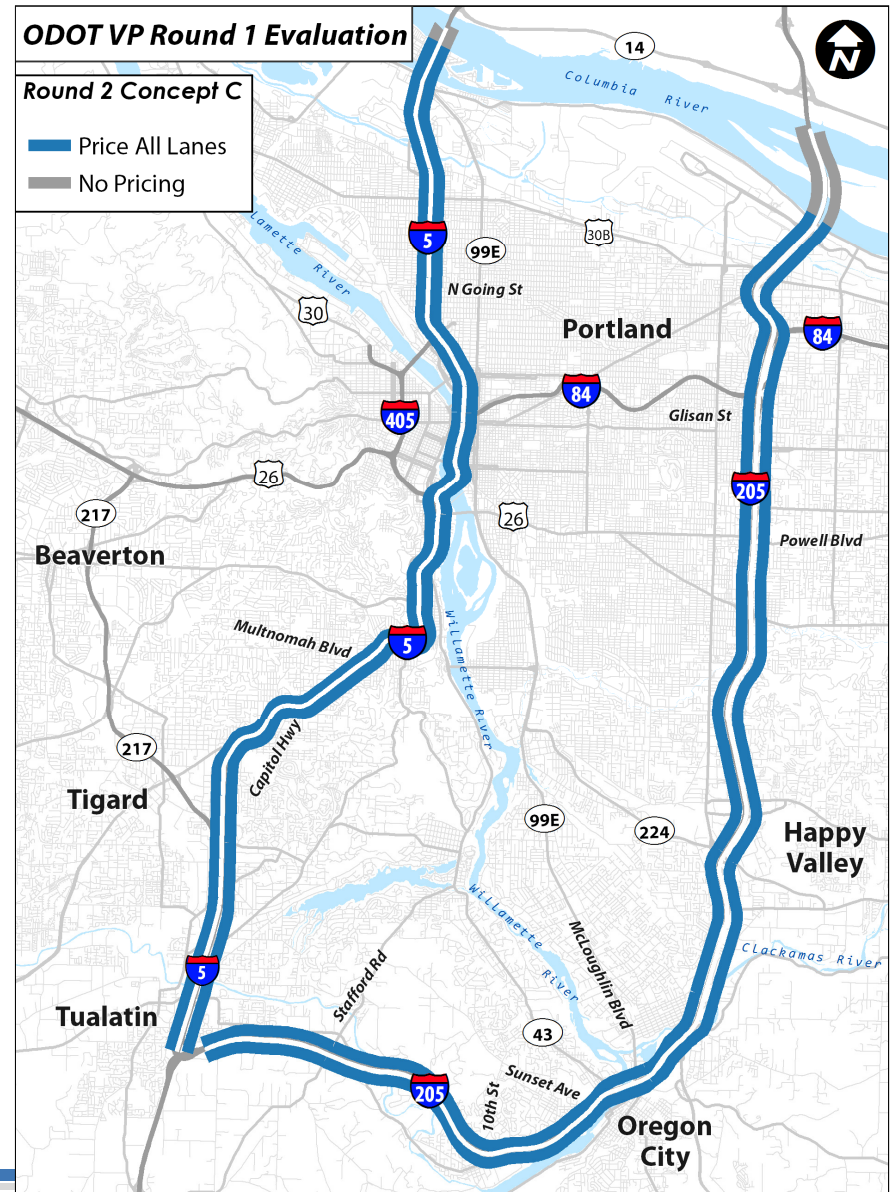 ODOT VP Round 1 Evaluation
14
N
Columbia River
Round 2 Concept C
Price All Lanes
No Pricing
lamette River
5
99E
30B
N Going St
30
Portland
84
84
405
Glisan St
26
205
217
26
Powell Blvd
Beaverton
Multnomah Blvd
5
Willamette River
217
Capitol Hwy
Tigard
99E
224
Happy
Valley
Willamette River
McLoughlin Blvd
Clackamas River
Stafford Rd
5
Tualatin
43
205
10th St
Sunset Ave
Oregon
City